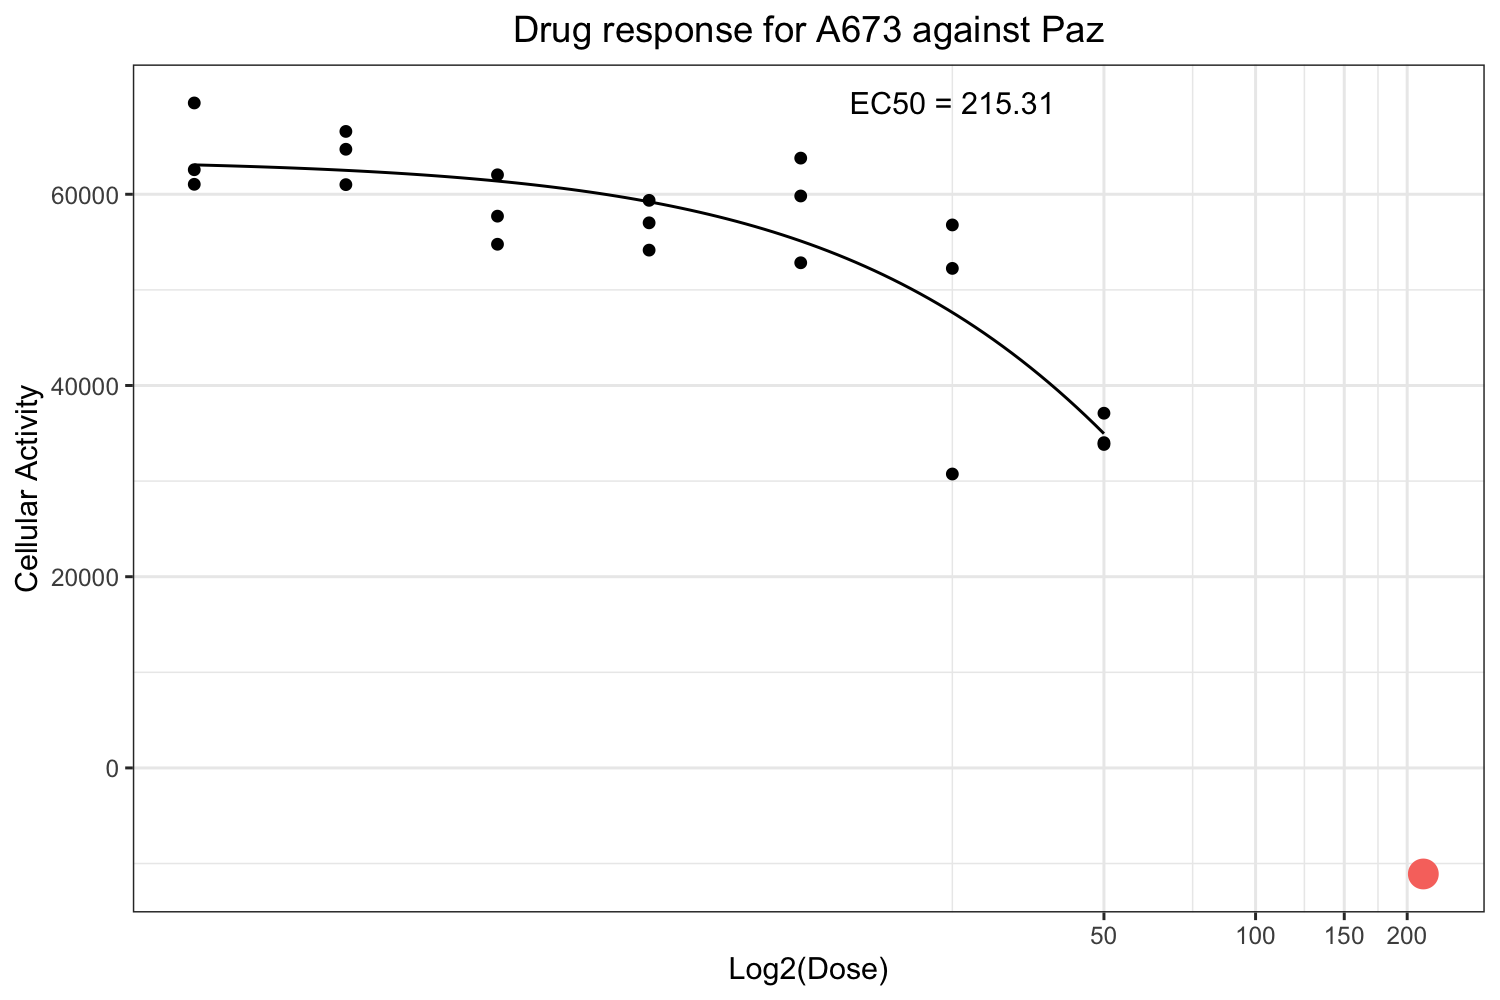 Drug response for A673 against Paz
EC50 = 215.31
Cellular Activity
60000
40000
20000
0
50 100 150 200
Log2(Dose)